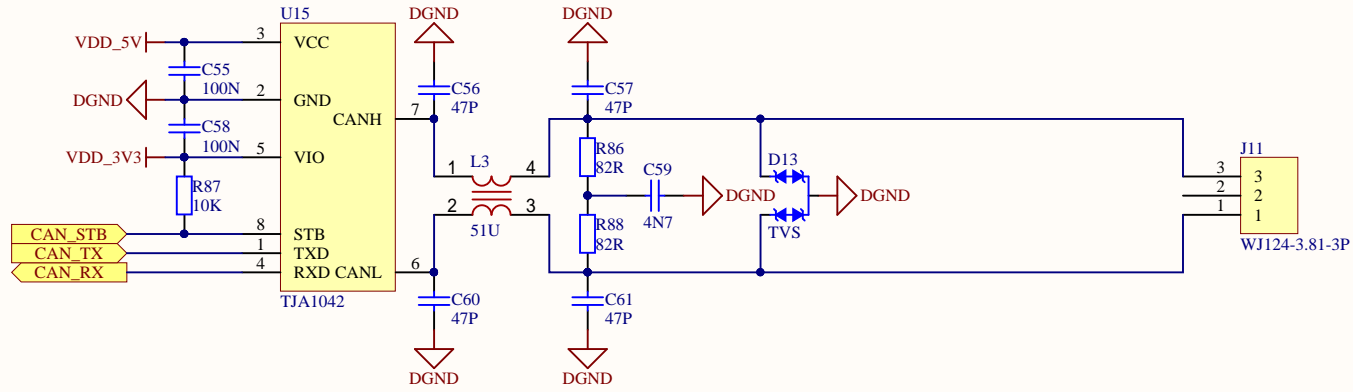 U15
DGND
DGND
VDD_5V
3
VCC
C55
100N
DGND
2
GND
C58
100N
VDD_3V3
5
VIO
R87
10K
CAN_STB
8
STB
CAN_TX
1
TXD
CAN_RX
4
RXD CANL
6
CANH
7
TJA1042
C56
47P
C57
47P
1
L3
4
2
3
51U
R86
82R
C59
4N7
DGND
R88
82R
D13
TVS
DGND
C60
47P
C61
47P
DGND
DGND
J11
3
3
2
2
1
1
WJ124-3.81-3P